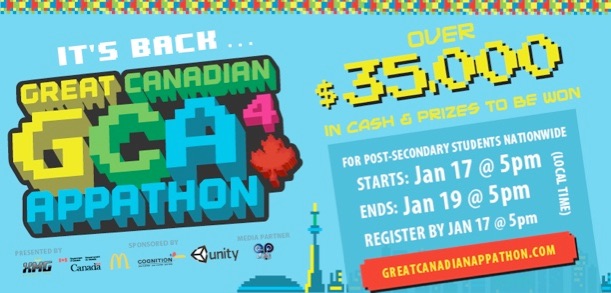 IT'S BACK ...
GREAT CANADIAN
GCA 4
APPATHON
OVER
$35,000
IN CASH & PRIZES TO BE WON
FOR POST-SECONDARY STUDENTS NATIONWIDE
STARTS: Jan 17 @ 5pm
ENDS: Jan 19 @ 5pm
REGISTER BY JAN 17 @ 5pm
(LOCAL TIME)
GREATCANADIANAPPATHON.COM
PRESENTED BY
SPONSORED BY
MEDIA PARTNER
XMG
Canada
COGNITION
unity